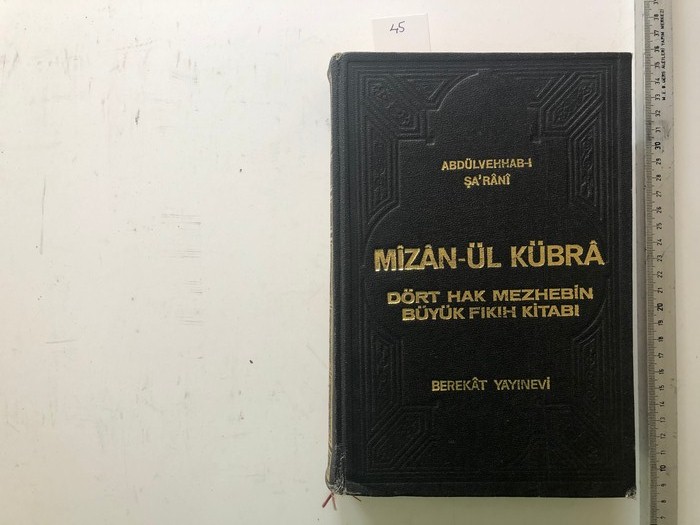 45
ABDÜLVEHHAB-I
ŞA'RÂNÎ
MÎZÂN-ÜL KÜBRÂ
DÖRT HAK MEZHEBİN
BÜYÜK FIKIH KİTABI
BEREKÂT YAYINEVİ